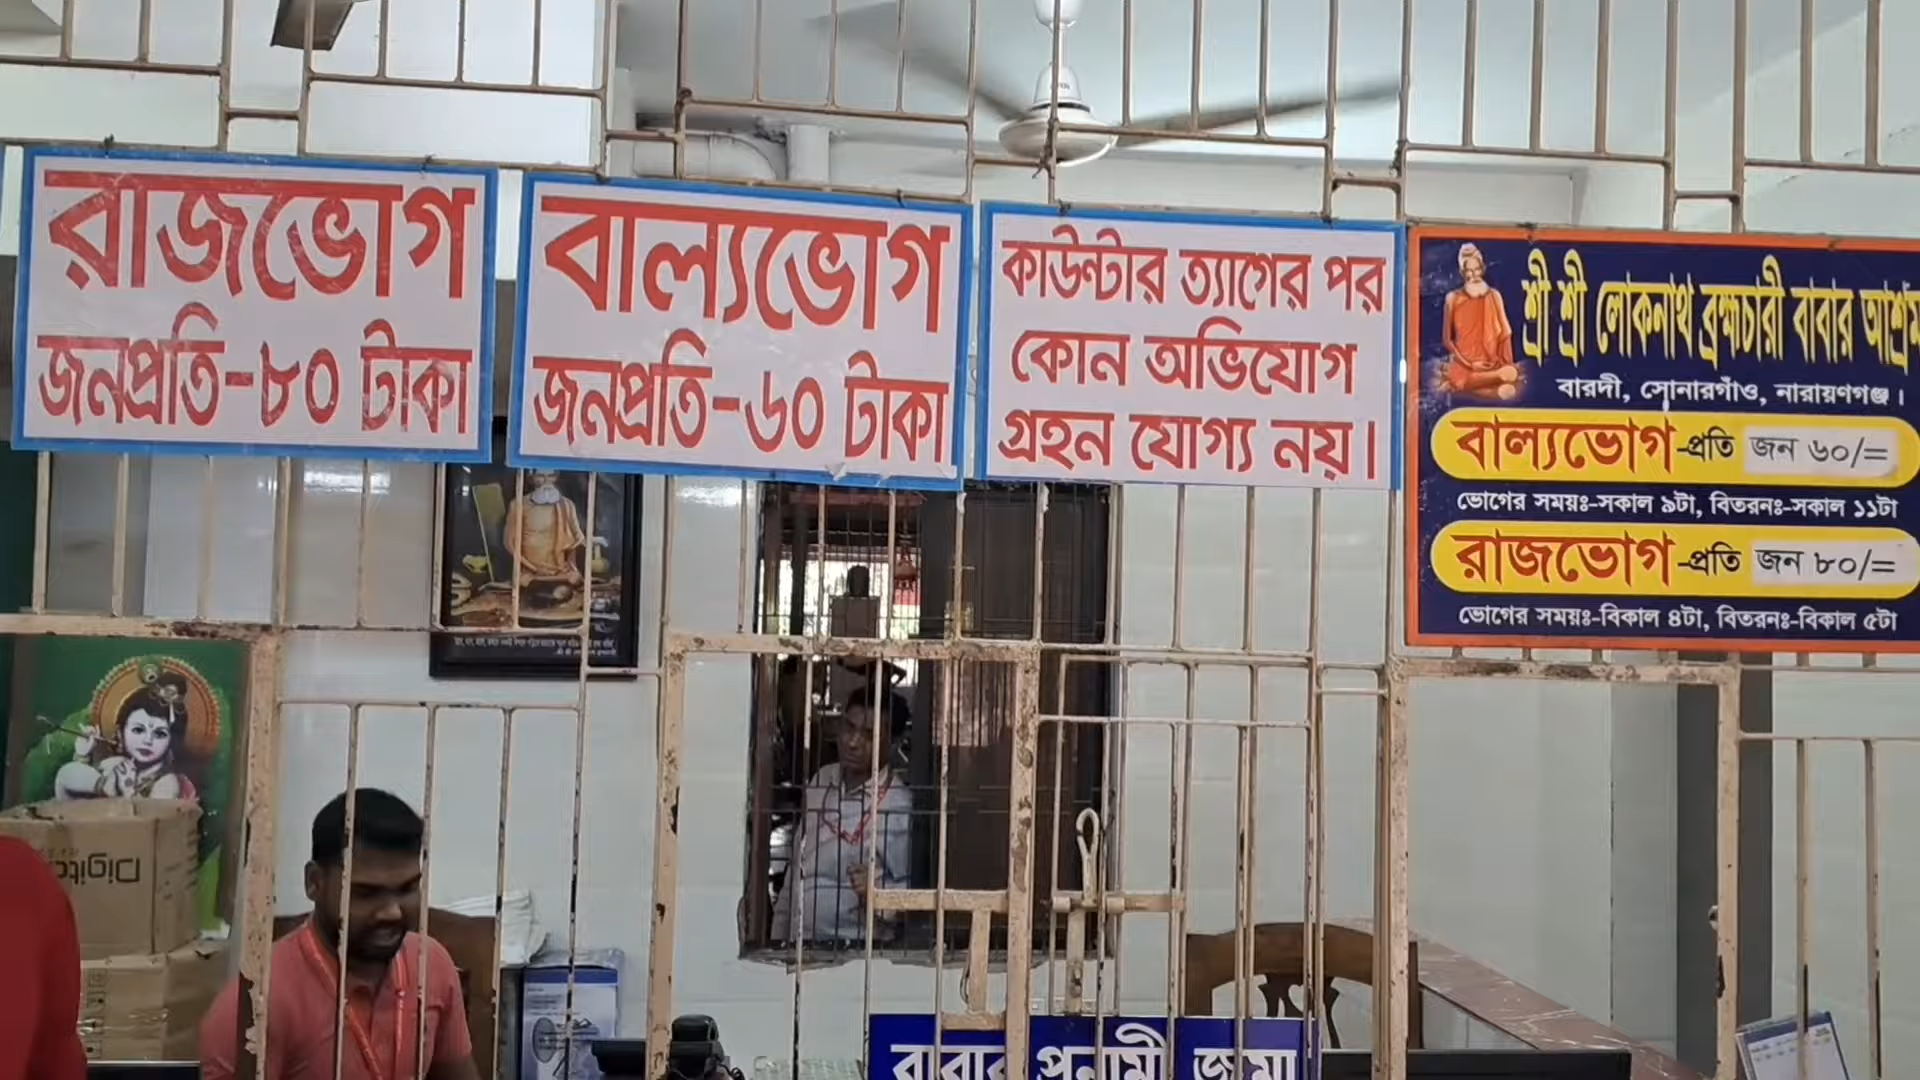 রাজভোগ
জনপ্রতি-৮০ টাকা
বাল্যভোগ
জনপ্রতি-৬০ টাকা
কাউন্টার ত্যাগের পর
কোন অভিযোগ
গ্রহন যোগ্য নয়।
শ্রী শ্রী লোকনাথ ব্রহ্মচারী বাবার আশ্রম
বারদী, সোনারগাঁও, নারায়ণগঞ্জ।
বাল্যভোগ-প্রতি জন ৬০/=
ভোগের সময়ঃ-সকাল ৯টা, বিতরনঃ-সকাল ১১টা
রাজভোগ-প্রতি জন ৮০/=
ভোগের সময়ঃ-বিকাল ৪টা, বিতরনঃ-বিকাল ৫টা
বাবার প্রনামী জমা